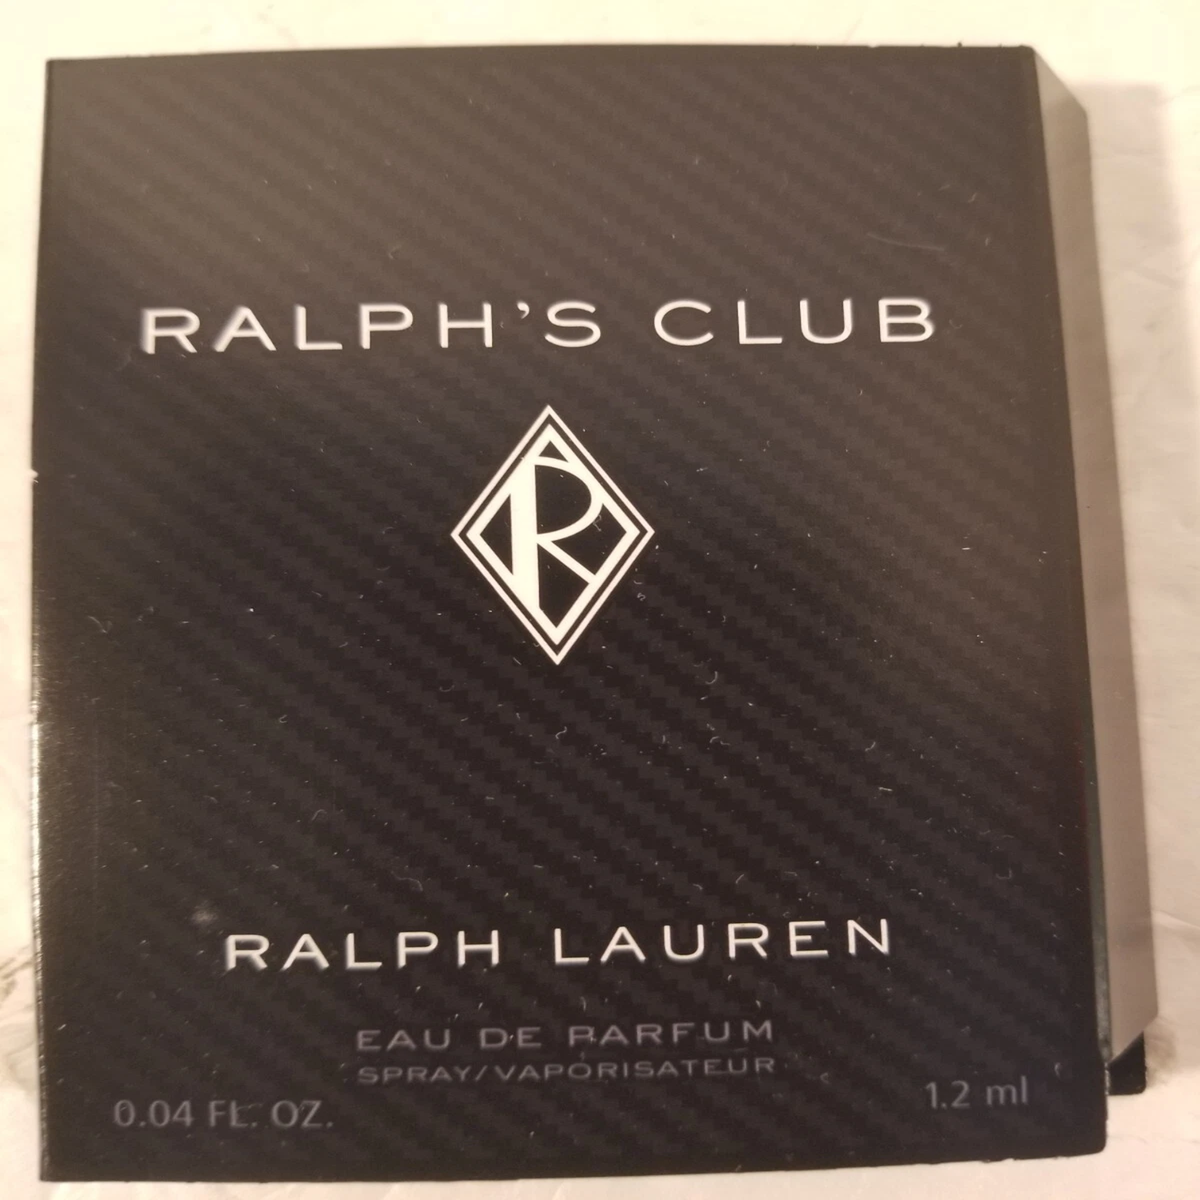 RALPH'S CLUB
R
RALPH LAUREN
EAU DE PARFUM
SPRAY/VAPORISATEUR
0.04 FL. OZ.
1.2 ml